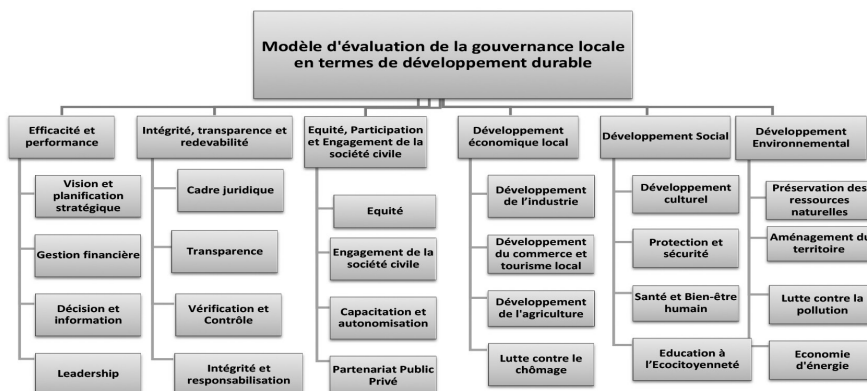 Modèle d'évaluation de la gouvernance locale
en termes de développement durable
Efficacité et
performance
Vision et
planification
stratégique
Gestion financière
Décision et
information
Leadership
Intégrité, transparence et
redevabilité
Cadre juridique
Transparence
Vérification et
Contrôle
Intégrité et
responsabilisation
Equité, Participation
et Engagement de la
société civile
Equité
Engagement de la
société civile
Capacitation et
autonomisation
Partenariat Public
Privé
Développement
économique local
Développement
de l'industrie
Développement
du commerce et
tourisme local
Développement
de l'agriculture
Lutte contre le
chômage
Développement Social
Développement
culturel
Protection et
sécurité
Santé et Bien-être
humain
Education à
l'Ecocitoyenneté
Développement
Environnemental
Préservation des
ressources
naturelles
Aménagement du
territoire
Lutte contre la
pollution
Economie
d'énergie